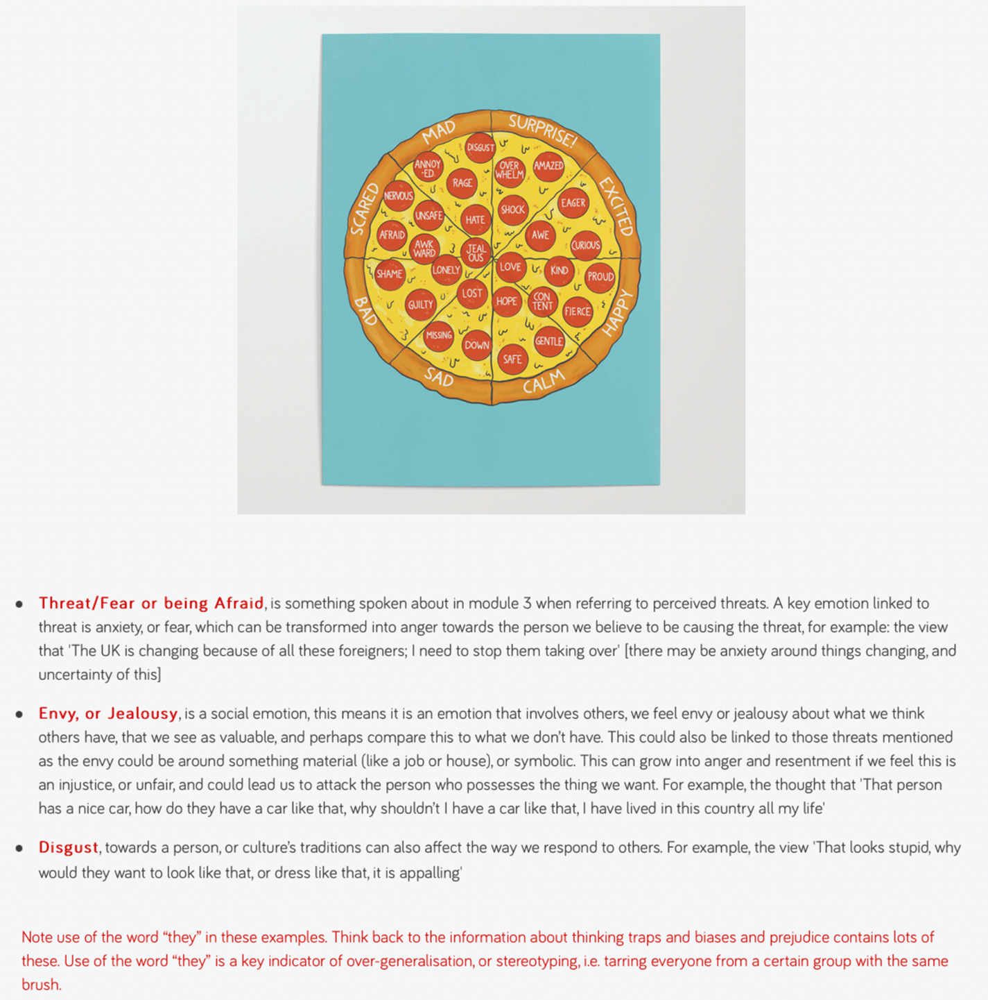 MAD
SURPRISE!
DISGUST
ANNOY
-ED
RAGE
OVER
WHELM
AMAZED
SCARED
EXCITED
NERVOUS
UNSAFE
HATE
SHOCK
EAGER
AFRAID
AWK
WARD
JEAL
OUS
AWE
CURIOUS
SHAME
LONELY
LOVE
KIND
PROUD
BAD
GUILTY
LOST
HOPE
CON
TENT
FIERCE
HAPPY
MISSING
DOWN
SAFE
GENTLE
SAD
CALM
● Threat/Fear or being Afraid, is something spoken about in module 3 when referring to perceived threats. A key emotion linked to
threat is anxiety, or fear, which can be transformed into anger towards the person we believe to be causing the threat, for example: the view
that 'The UK is changing because of all these foreigners; I need to stop them taking over' [there may be anxiety around things changing, and
uncertainty of this]
● Envy, or Jealousy, is a social emotion, this means it is an emotion that involves others, we feel envy or jealousy about what we think
others have, that we see as valuable, and perhaps compare this to what we don’t have. This could also be linked to those threats mentioned
as the envy could be around something material (like a job or house), or symbolic. This can grow into anger and resentment if we feel this is
an injustice, or unfair, and could lead us to attack the person who possesses the thing we want. For example, the thought that 'That person
has a nice car, how do they have a car like that, why shouldn’t I have a car like that, I have lived in this country all my life'
● Disgust, towards a person, or culture’s traditions can also affect the way we respond to others. For example, the view 'That looks stupid, why
would they want to look like that, or dress like that, it is appalling'
Note use of the word “they” in these examples. Think back to the information about thinking traps and biases and prejudice contains lots of
these. Use of the word “they” is a key indicator of over-generalisation, or stereotyping, i.e. tarring everyone from a certain group with the same
brush.